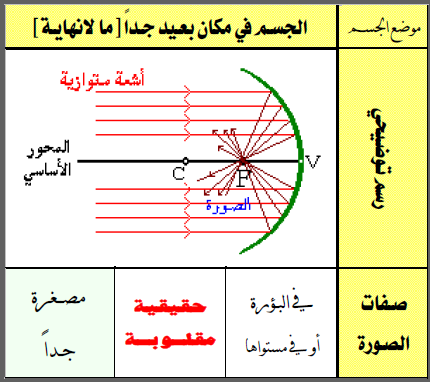 موضع الجسم
الجسم في مكان بعيد جداً [ ما لانهاية ]
رسم توضيحي
أشعة متوازية
المحور
الأساسي
C
F
V
الصورة
صفات
الصورة
في البؤرة
أو في مستواها
حقيقية
مقلوبة
مصغرة
جداً